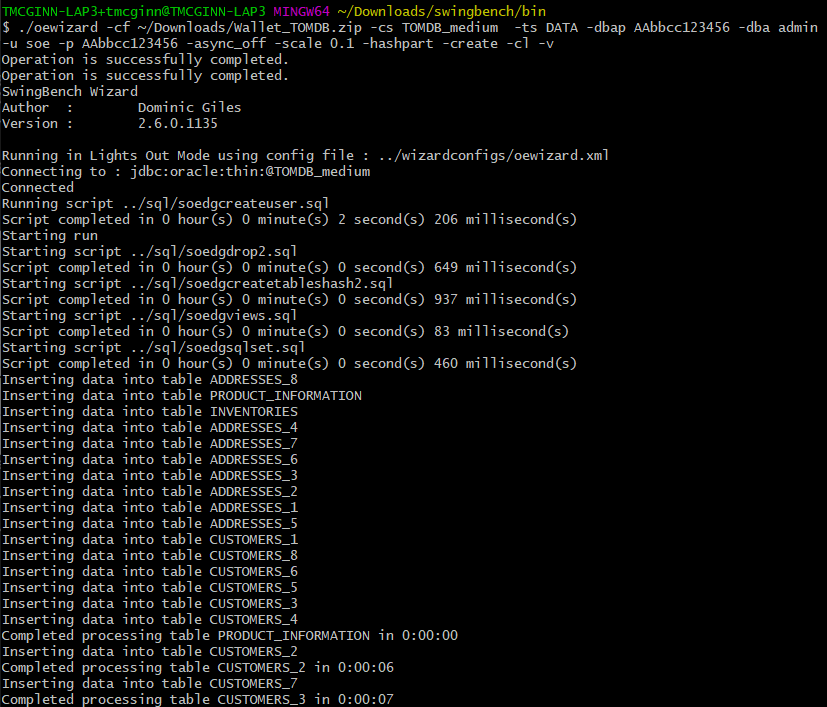 TMCGINN-LAP3+tmcginn@TMCGINN-LAP3 MINGW64 ~/Downloads/swingbench/bin
$ ./oewizard -cf ~/Downloads/Wallet_TOMDB.zip -cs TOMDB_medium  -ts DATA -dbap AAbbcc123456 -dba admin
-u soe -p AAbbcc123456 -async_off -scale 0.1 -hashpart -create -cl -v
Operation is successfully completed.
Operation is successfully completed.
SwingBench Wizard
Author  :        Dominic Giles
Version :        2.6.0.1135

Running in Lights Out Mode using config file : ../wizardconfigs/oewizard.xml
Connecting to : jdbc:oracle:thin:@TOMDB_medium
Connected
Running script ../sql/soedgcreateuser.sql
Script completed in 0 hour(s) 0 minute(s) 2 second(s) 206 millisecond(s)
Starting run
Starting script ../sql/soedgdrop2.sql
Script completed in 0 hour(s) 0 minute(s) 0 second(s) 649 millisecond(s)
Starting script ../sql/soedgcreatetableshash2.sql
Script completed in 0 hour(s) 0 minute(s) 0 second(s) 937 millisecond(s)
Starting script ../sql/soedgviews.sql
Script completed in 0 hour(s) 0 minute(s) 0 second(s) 83 millisecond(s)
Starting script ../sql/soedgsqlset.sql
Script completed in 0 hour(s) 0 minute(s) 0 second(s) 460 millisecond(s)
Inserting data into table ADDRESSES_8
Inserting data into table PRODUCT_INFORMATION
Inserting data into table INVENTORIES
Inserting data into table ADDRESSES_4
Inserting data into table ADDRESSES_7
Inserting data into table ADDRESSES_6
Inserting data into table ADDRESSES_3
Inserting data into table ADDRESSES_2
Inserting data into table ADDRESSES_1
Inserting data into table ADDRESSES_5
Inserting data into table CUSTOMERS_1
Inserting data into table CUSTOMERS_8
Inserting data into table CUSTOMERS_6
Inserting data into table CUSTOMERS_5
Inserting data into table CUSTOMERS_3
Inserting data into table CUSTOMERS_4
Completed processing table PRODUCT_INFORMATION in 0:00:00
Inserting data into table CUSTOMERS_2
Completed processing table CUSTOMERS_2 in 0:00:06
Inserting data into table CUSTOMERS_7
Completed processing table CUSTOMERS_3 in 0:00:07